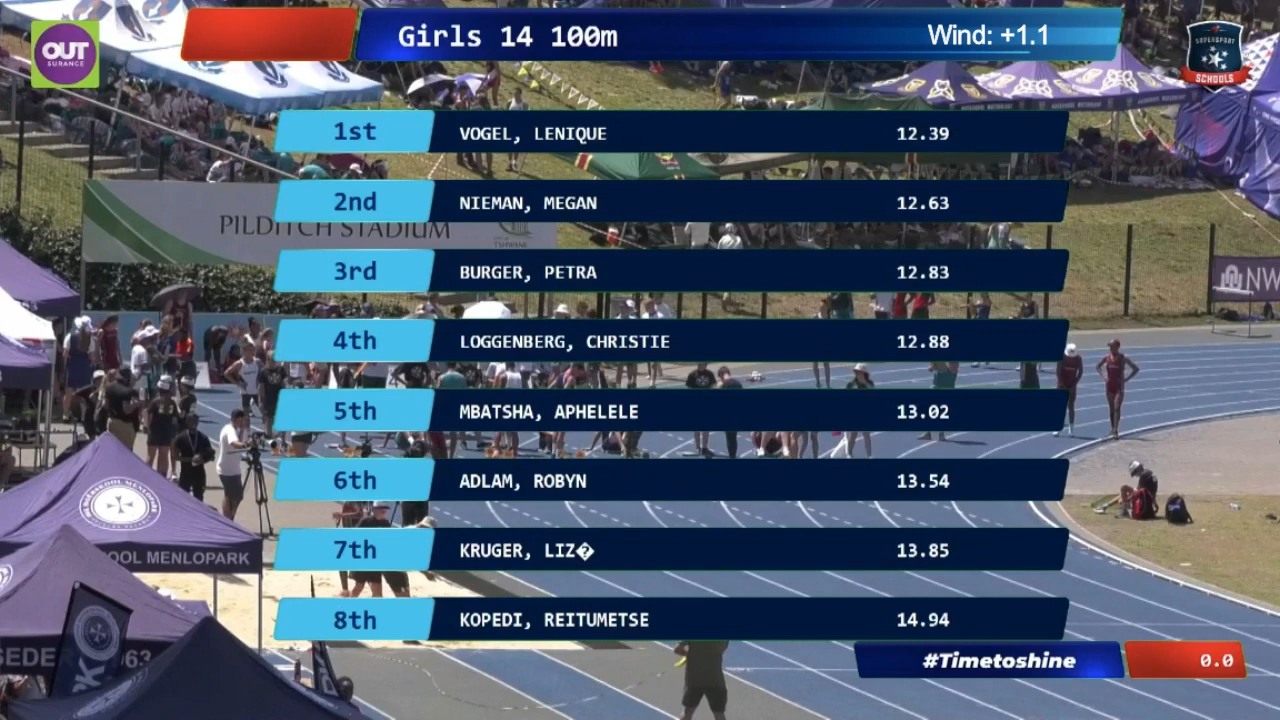 OUT
SURANCE
Girls 14 100m
Wind: +1.1
SUPERSPORT
SCHOOLS
1st VOGEL, LENIQUE 12.39
2nd NIEMAN, MEGAN 12.63
PILDITCH STADIUM
TSHWANE
3rd BURGER, PETRA 12.83
NW
4th LOGGENBERG, CHRISTIE 12.88
5th MBATSHA, APHELELE 13.02
6th ADLAM, ROBYN 13.54
7th KRUGER, LIZ� 13.85
OOL MENLOPARK
8th KOPEDI, REITUMETSE 14.94
#Timetoshine 0.0